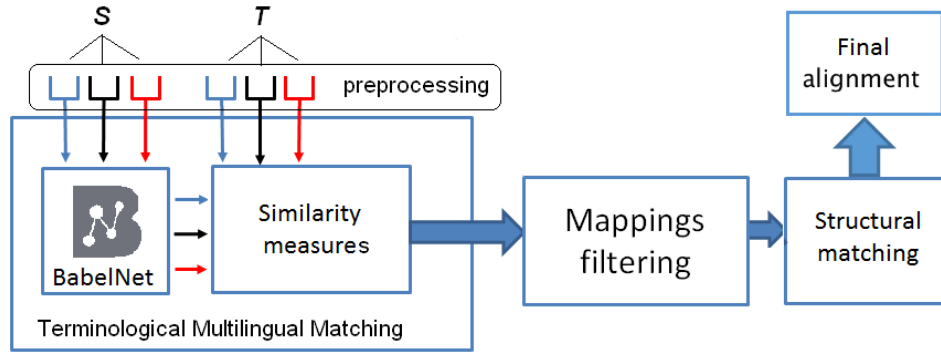 S T
preprocessing
Final
alignment
Similarity
measures
BabelNet
Mappings
filtering
Structural
matching
Terminological Multilingual Matching